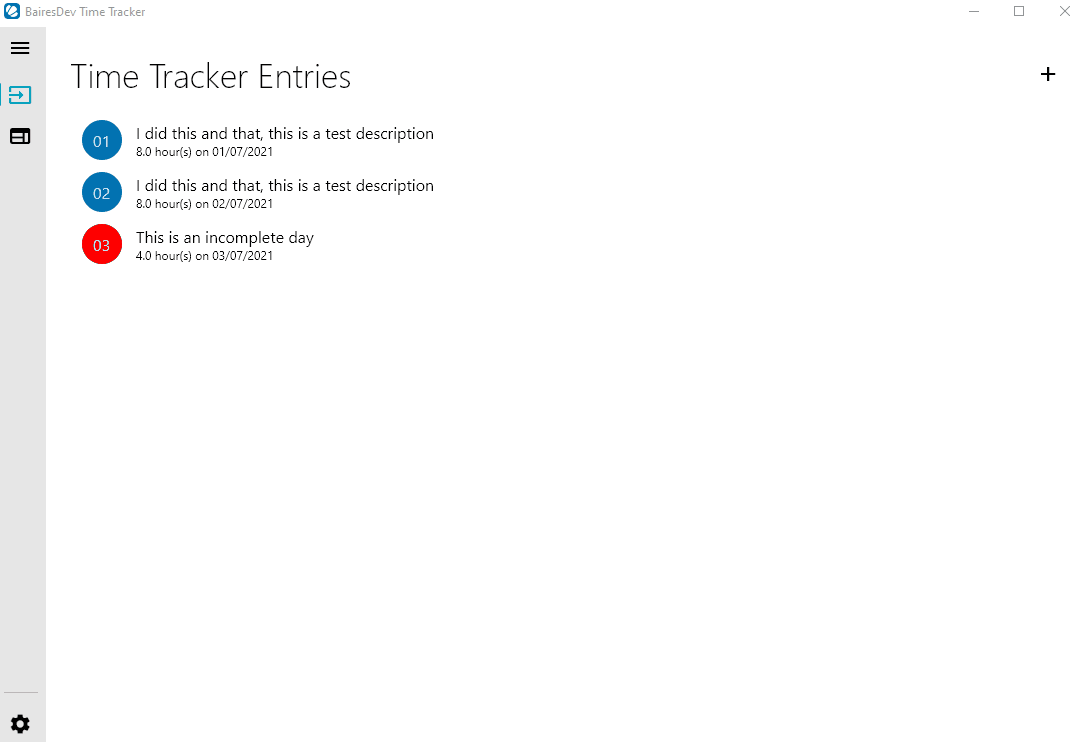 BairesDev Time Tracker
Time Tracker Entries
01
I did this and that, this is a test description
8.0 hour(s) on 01/07/2021
02
I did this and that, this is a test description
8.0 hour(s) on 02/07/2021
03
This is an incomplete day
4.0 hour(s) on 03/07/2021